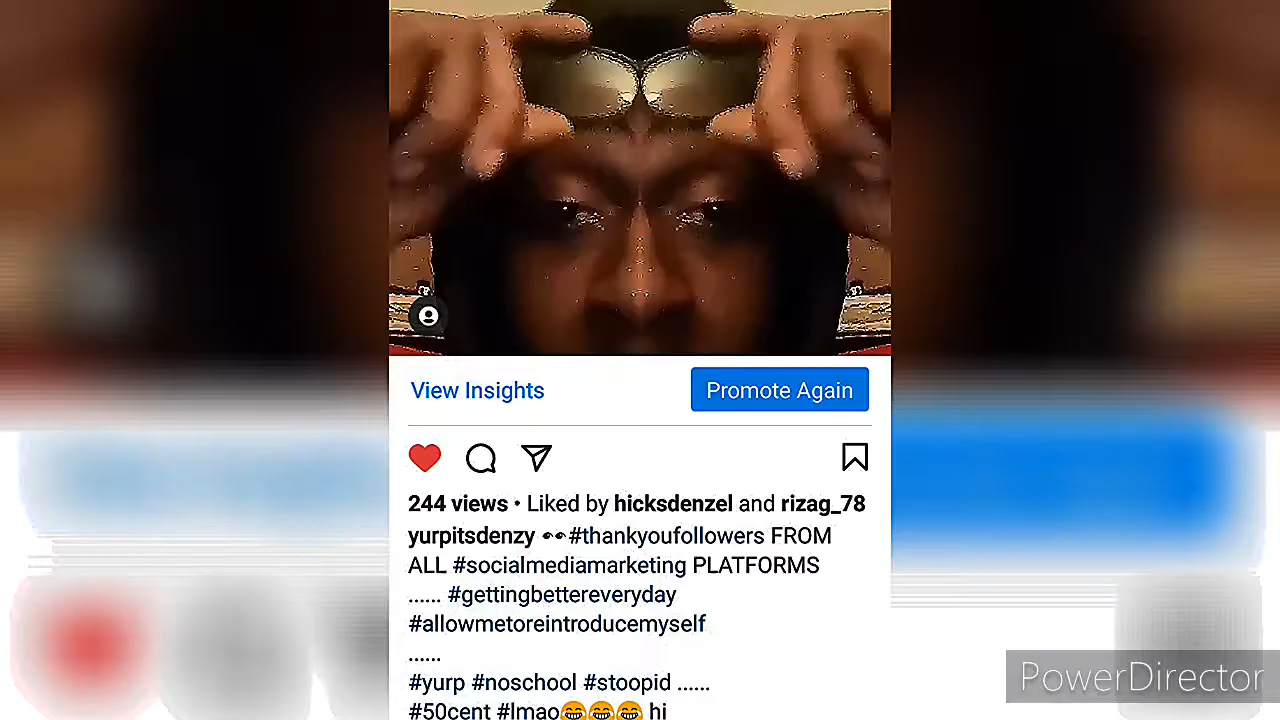 View Insights
Promote Again
244 views • Liked by hicksdenzel and rizag_78
yurpitsdenzy 👀#thankyoufollowers FROM
ALL #socialmediamarketing PLATFORMS
...... #gettingbettereveryday
#allowmetoreintroducemyself
......
#yurp #noschool #stoopid ......
#50cent #lmao😂😂😂 hi
PowerDirector